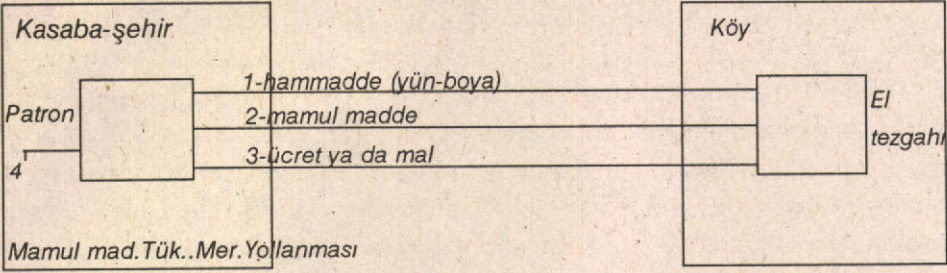 Kasaba-şehir
Köy
1-hammadde (yün-boya)
Patron
2-mamul madde
El
tezgahı
3-ücret ya da mal
4
Mamul mad.Tük..Mer.Yollanması